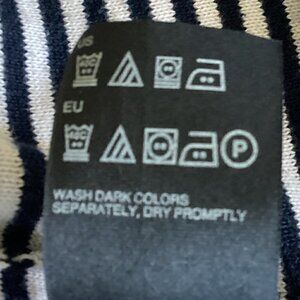 US
EU
P
WASH DARK COLORS
SEPARATELY, DRY PROMPTLY